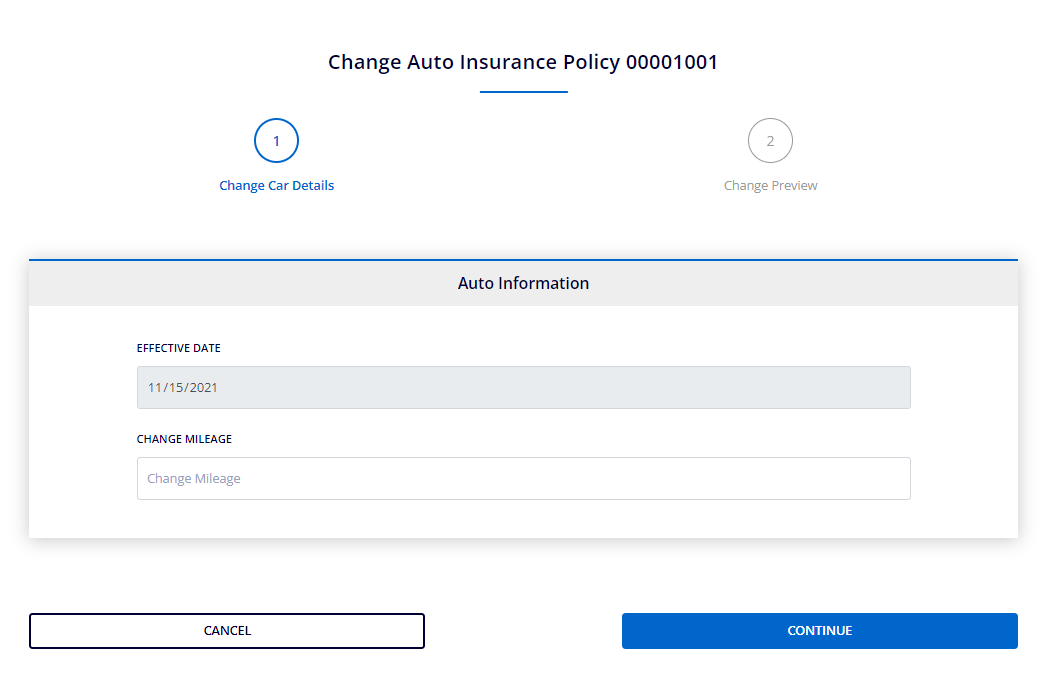 Change Auto Insurance Policy 00001001
1
2
Change Car Details
Change Preview
Auto Information
EFFECTIVE DATE
11/15/2021
CHANGE MILEAGE
Change Mileage
CANCEL
CONTINUE